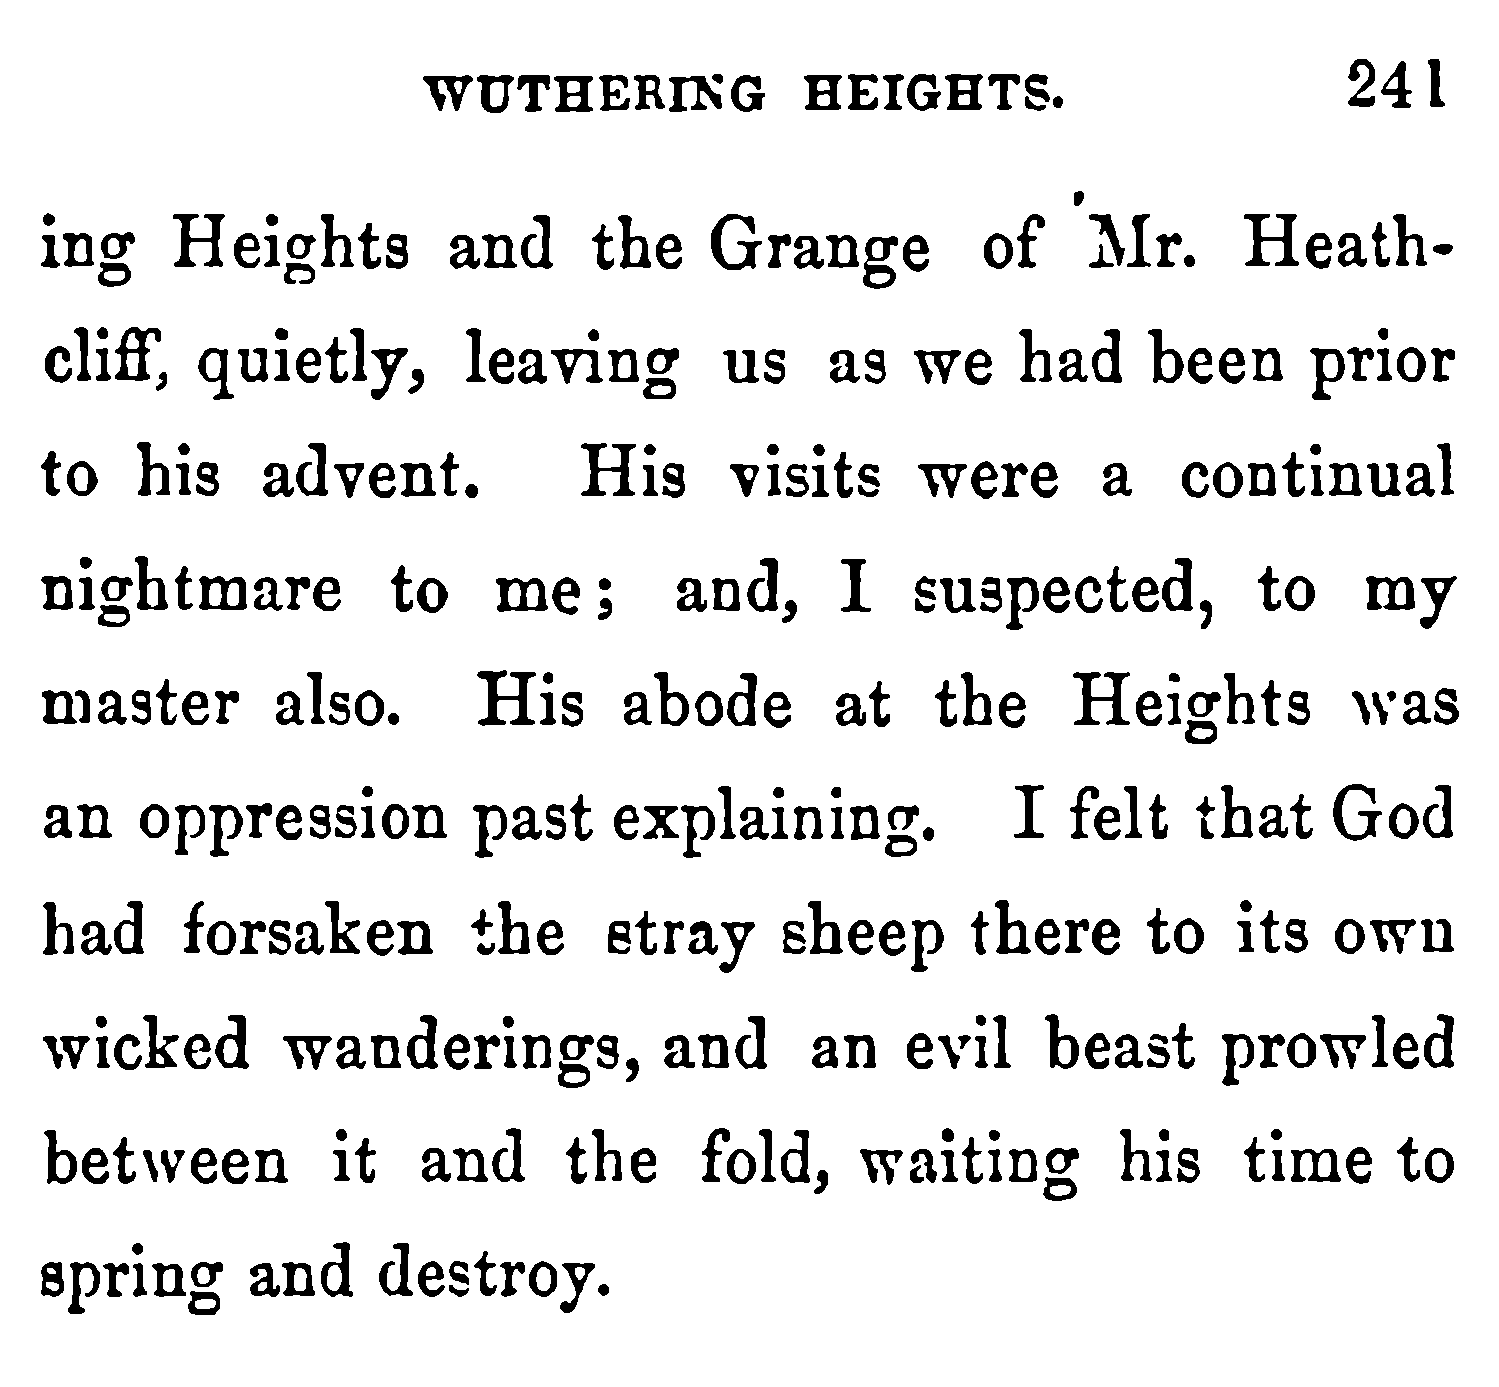 WUTHERING HEIGHTS. 241
ing Heights and the Grange of Mr. Heath-
cliff, quietly, leaving us as we had been prior
to his advent. His visits were a continual
nightmare to me; and, I suspected, to my
master also. His abode at the Heights was
an oppression past explaining. I felt that God
had forsaken the stray sheep there to its own
wicked wanderings, and an evil beast prowled
between it and the fold, waiting his time to
spring and destroy.